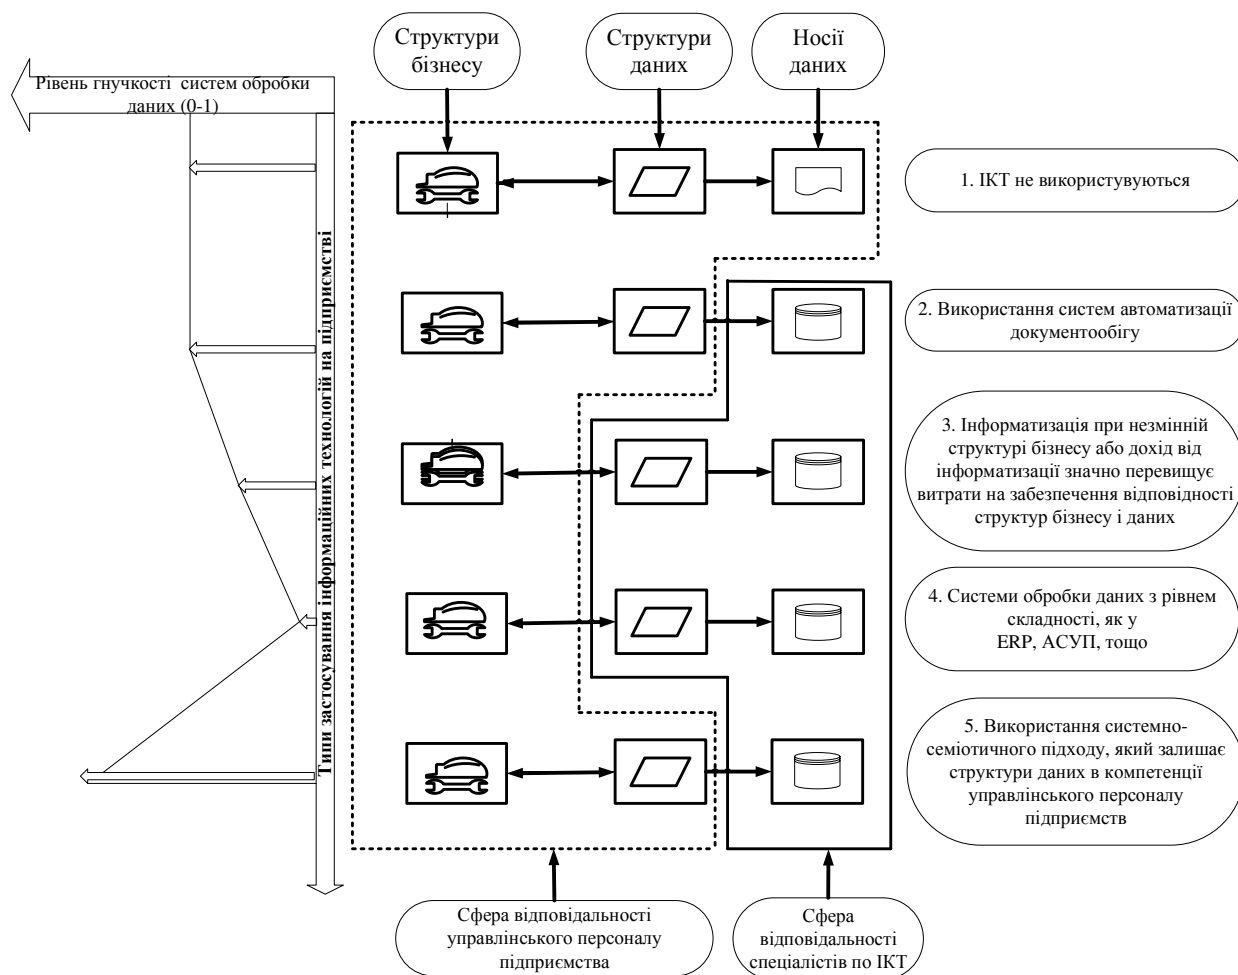 Структури
бізнесу
Структури
даних
Носії
даних
Рівень гнучкості систем обробки
даних (0-1)
Типи застосування інформаційних технологій на підприємстві
1. ІКТ не використувуються
2. Використання систем автоматизації
документообігу
3. Інформатизація при незмінній
структурі бізнесу або дохід від
інформатизації значно перевищує
витрати на забезпечення відповідності
структур бізнесу і даних
4. Системи обробки даних з рівнем
складності, як у
ERP, АСУП, тощо
5. Використання системно-
семіотичного підходу, який залишає
структури даних в компетенції
управлінського персоналу
підприємств
Сфера відповідальності
управлінського персоналу
підприємства
Сфера
відповідальності
спеціалістів по ІКТ